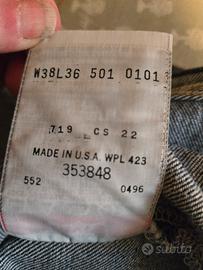 W38L36 501 0101
719 CS 22
MADE IN U.S.A. WPL 423
353848
552 0496
subito